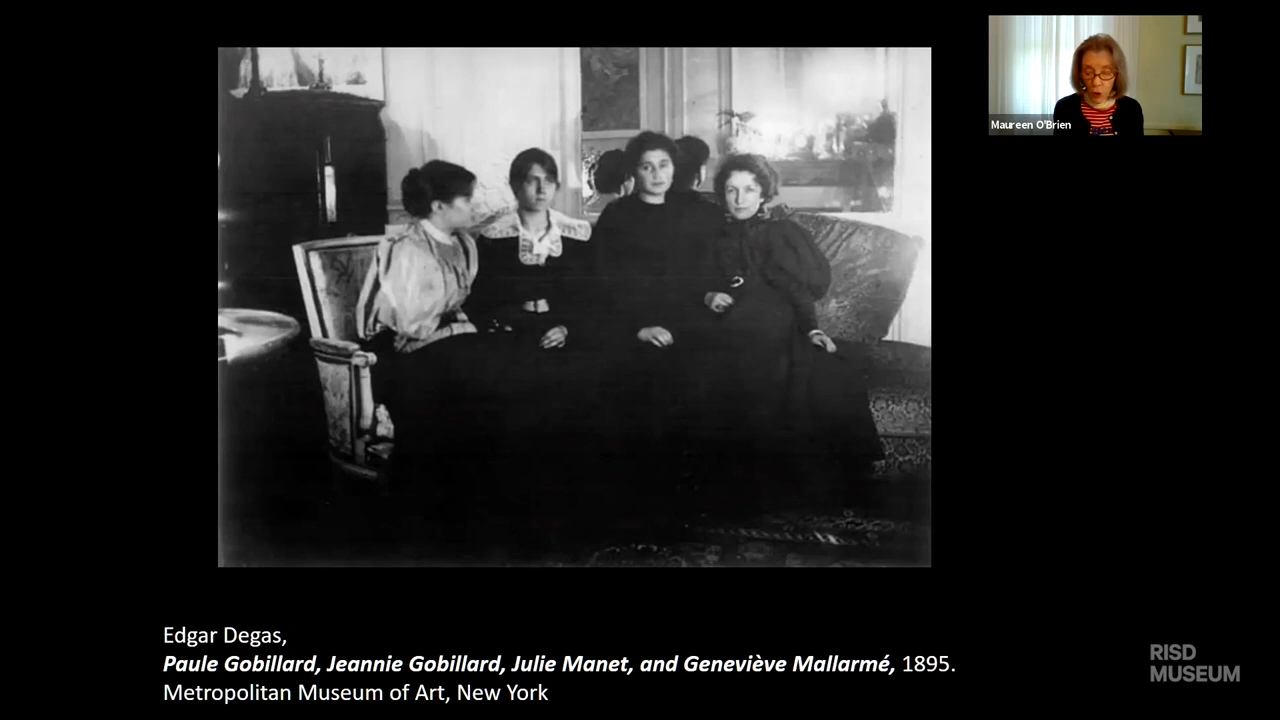 Maureen O'Brien
Edgar Degas,
Paule Gobillard, Jeannie Gobillard, Julie Manet, and Geneviève Mallarmé, 1895.
Metropolitan Museum of Art, New York
RISD
MUSEUM